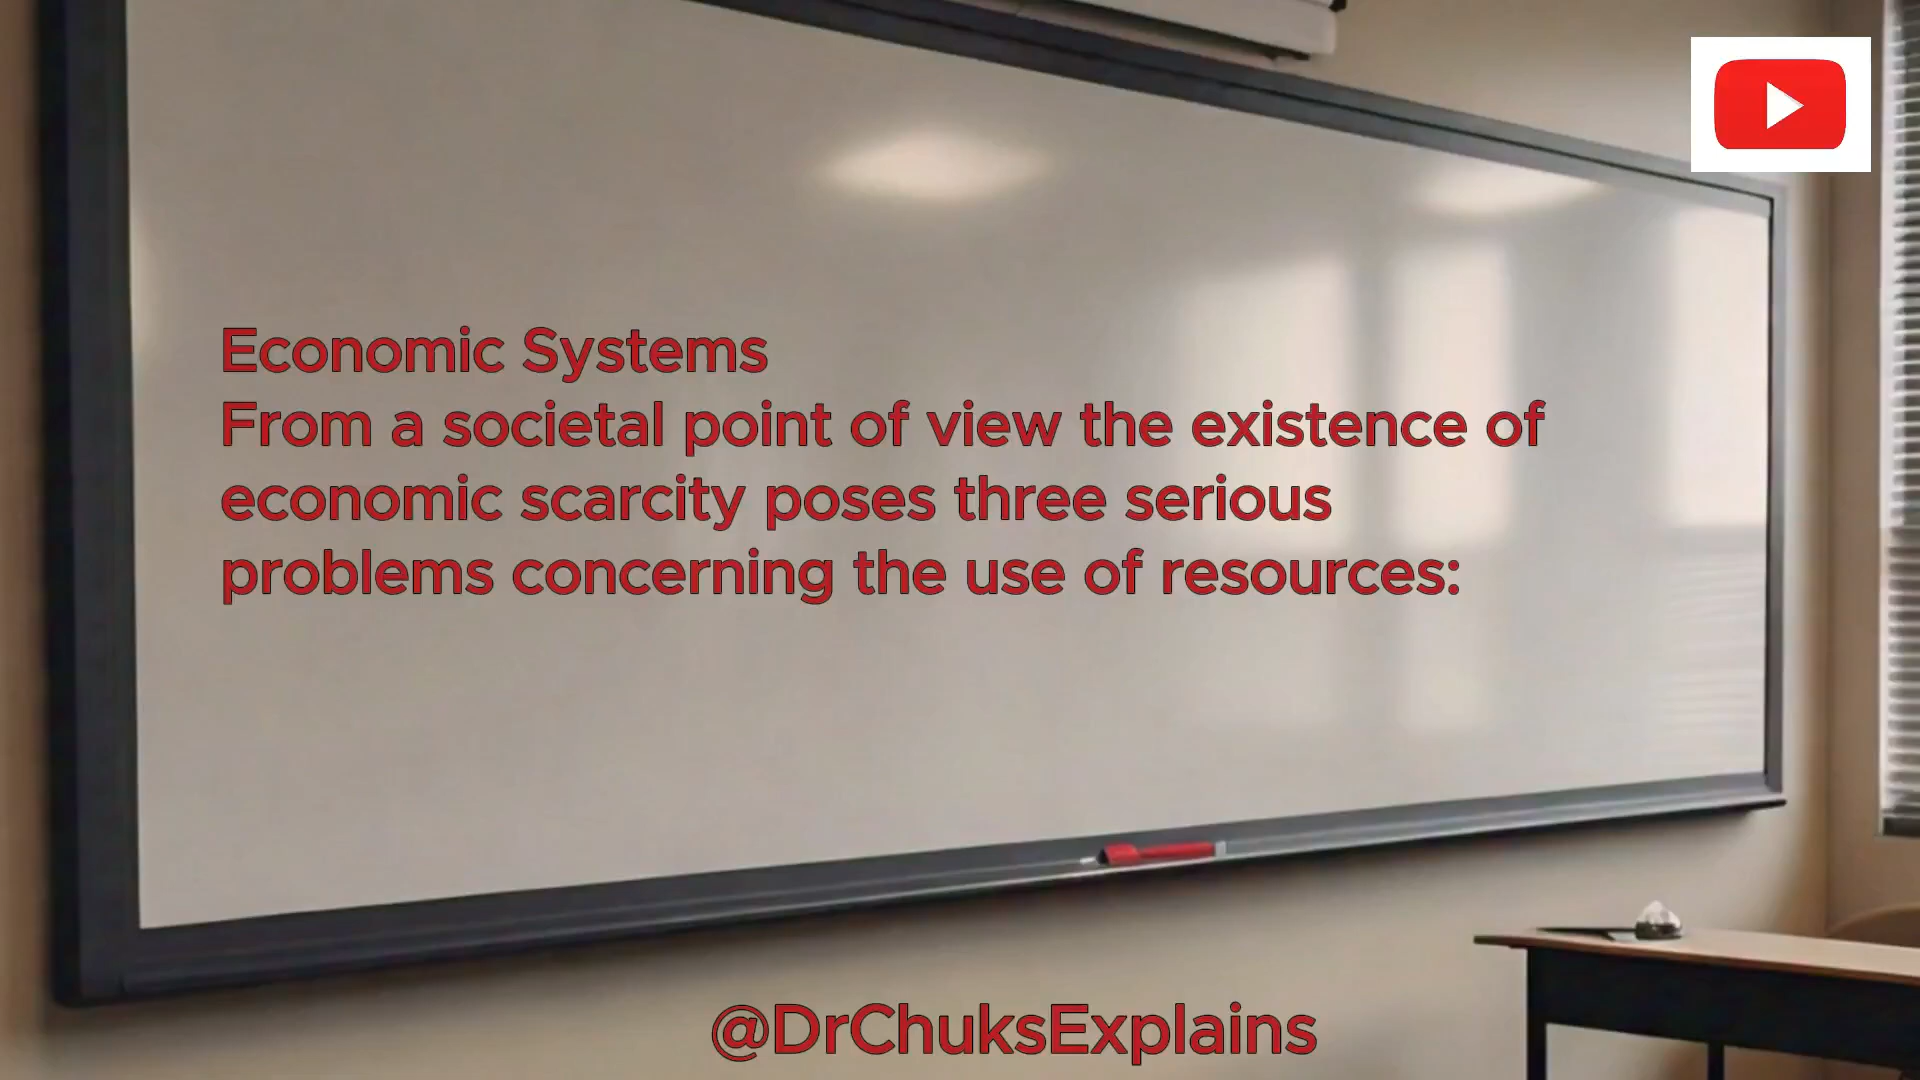 Economic Systems
From a societal point of view the existence of
economic scarcity poses three serious
problems concerning the use of resources:
@DrChuksExplains